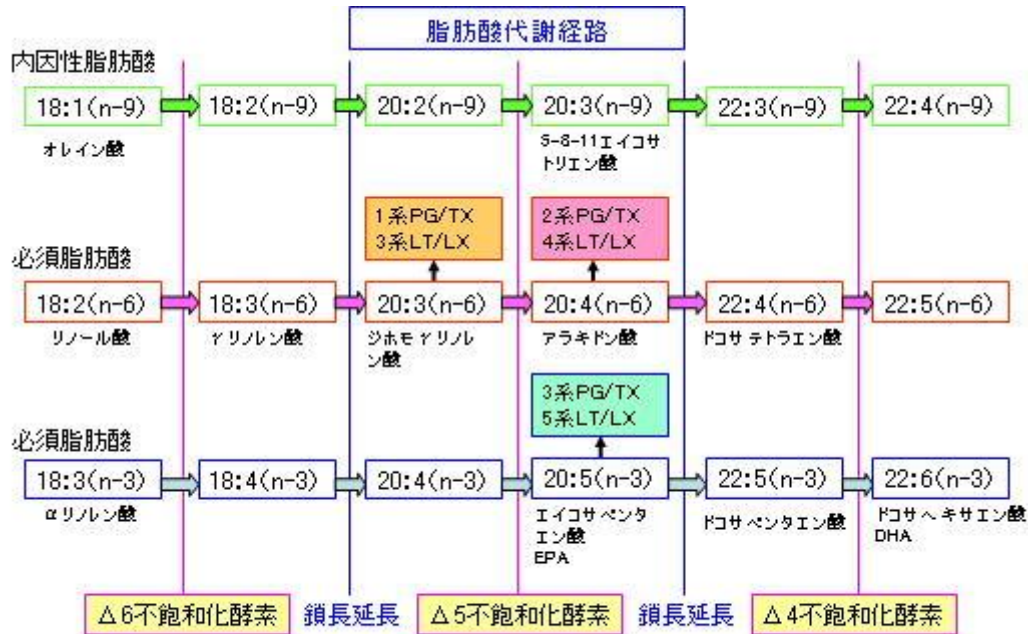 脂肪酸代謝経路
内因性脂肪酸
18:1(n-9) 18:2(n-9) 20:2(n-9) 20:3(n-9) 22:3(n-9) 22:4(n-9)
オレイン酸
5-8-11エイコサ
トリエン酸
1系PG/TX
3系LT/LX
2系PG/TX
4系LT/LX
必須脂肪酸
18:2(n-6) 18:3(n-6) 20:3(n-6) 20:4(n-6) 22:4(n-6) 22:5(n-6)
リノール酸
γリノレン酸
ジホモγリノレ
ン酸
アラキドン酸
ドコサテトラエン酸
3系PG/TX
5系LT/LX
必須脂肪酸
18:3(n-3) 18:4(n-3) 20:4(n-3) 20:5(n-3) 22:5(n-3) 22:6(n-3)
αリノレン酸
エイコサペンタ
エン酸
EPA
ドコサペンタエン酸
ドコサヘキサエン酸
DHA
△6不飽和化酵素 鎖長延長 △5不飽和化酵素 鎖長延長 △4不飽和化酵素